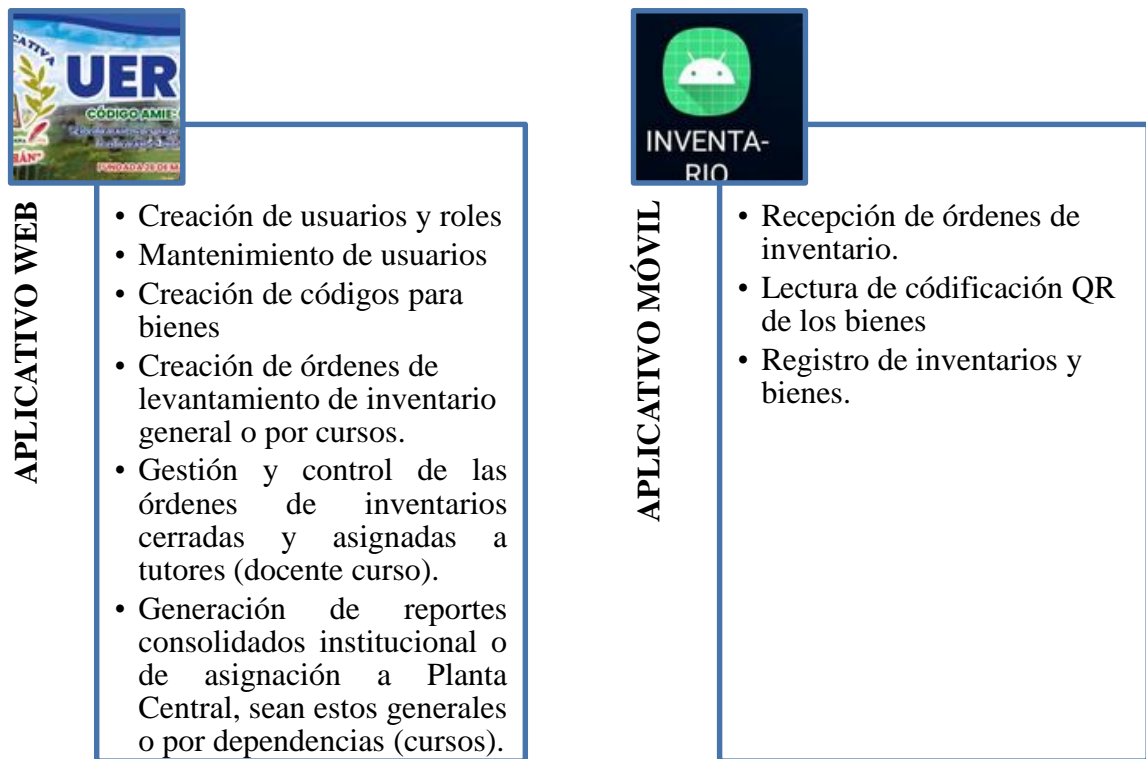 UER
CÓDIGO AMIE:
APLICATIVO WEB
• Creación de usuarios y roles
• Mantenimiento de usuarios
• Creación de códigos para
bienes
• Creación de órdenes de
levantamiento de inventario
general o por cursos.
• Gestión y control de las
órdenes de inventarios
cerradas y asignadas a
tutores (docente curso).
• Generación de reportes
consolidados institucional o
de asignación a Planta
Central, sean estos generales
o por dependencias (cursos).
INVENTA-
RIO
APLICATIVO MÓVIL
• Recepción de órdenes de
inventario.
• Lectura de códificación QR
de los bienes
• Registro de inventarios y
bienes.